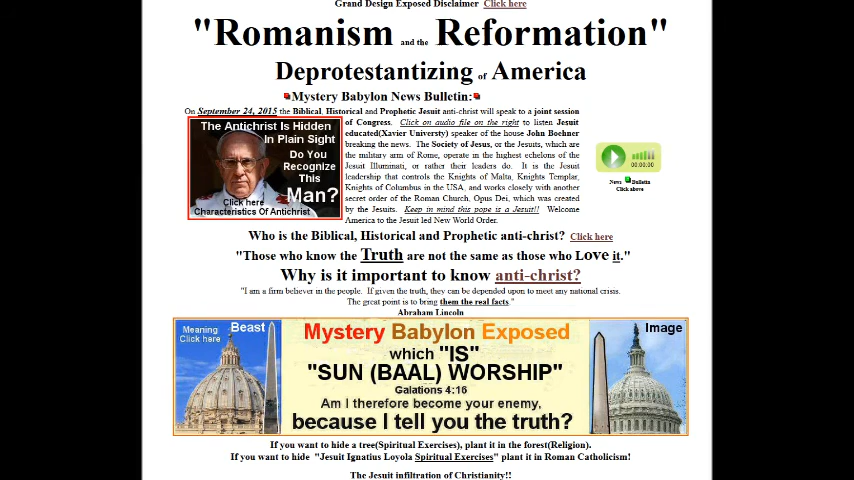 Grand Design Exposed Disclaimer Click here
"Romanism and the Reformation"
Deprotestantizing of America
Mystery Babylon News Bulletin:
On September 24, 2015 the Biblical, Historical and Prophetic Jesuit anti-christ will speak to a joint session
of Congress. Click on audio file on the right to listen Jesuit
educated(Xavier Universty) speaker of the house John Boehner
breaking the news. The Society of Jesus, or the Jesuits, which are
the military arm of Rome, operate in the highest echelons of the
Jesuit Illuminati, or rather their leaders do. It is the Jesuit
leadership that controls the Knights of Malta, Knights Templar,
Knights of Columbus in the USA, and works closely with another
secret order of the Roman Church, Opus Dei, which was created
by the Jesuits. Keep in mind this pope is a Jesuit!! Welcome
America to the Jesuit led New World Order.
The Antichrist Is Hidden
In Plain Sight
Do You
Recognize
This
Man?
Click here
Characteristics Of Antichrist
00:00:00
News Bulletin
Click above
Who is the Biblical, Historical and Prophetic anti-christ? Click here
"Those who know the Truth are not the same as those who Love it."
Why is it important to know anti-christ?
"I am a firm believer in the people. If given the truth, they can be depended upon to meet any national crisis.
The great point is to bring them the real facts."
Abraham Lincoln
Meaning
Click here
Beast
Mystery Babylon Exposed
which "IS"
"SUN (BAAL) WORSHIP"
Galations 4:16
Am I therefore become your enemy,
because I tell you the truth?
Image
If you want to hide a tree(Spiritual Exercises), plant it in the forest(Religion).
If you want to hide "Jesuit Ignatius Loyola Spiritual Exercises" plant it in Roman Catholicism!
The Jesuit infiltration of Christianity!!